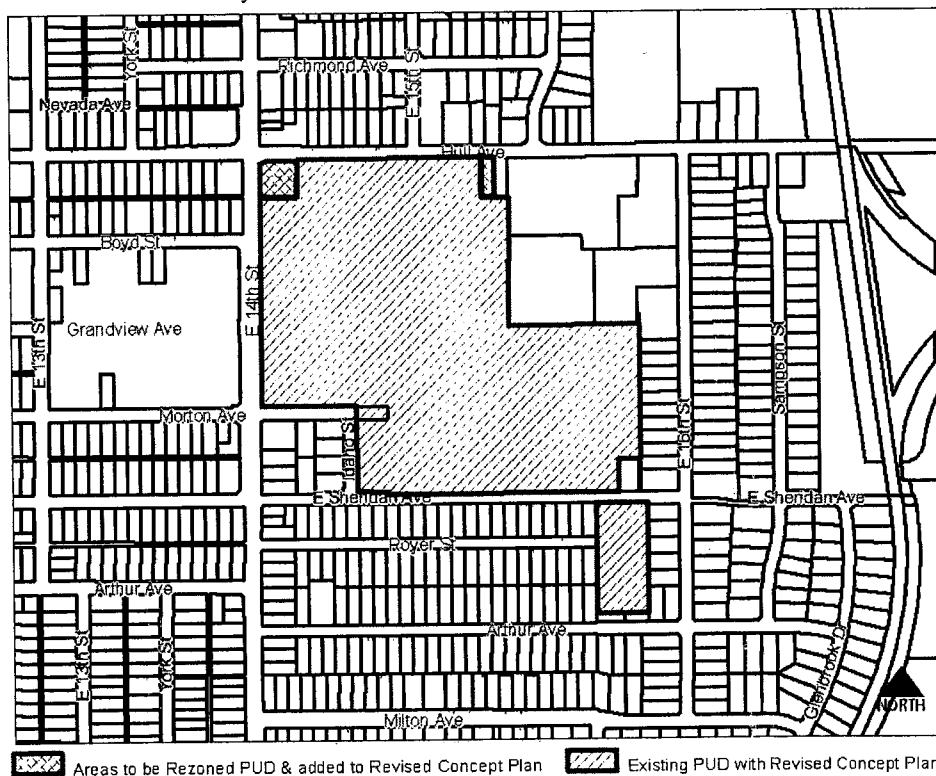 York St
Richmond Ave
E 15th St
Nevada Ave
Hull Ave
Boyd St
E 14th St
Grandview Ave
E 13th St
Sampson St
Morton Ave
Idaho St
E 16th St
E Sheridan Ave
E Sheridan Ave
Royer St
Arthur Ave
Arthur Ave
E 13th St
York St
Glenbrook Dr
NORTH
Milton Ave
Areas to be Rezoned PUD & added to Revised Concept Plan
Existing PUD with Revised Concept Plan